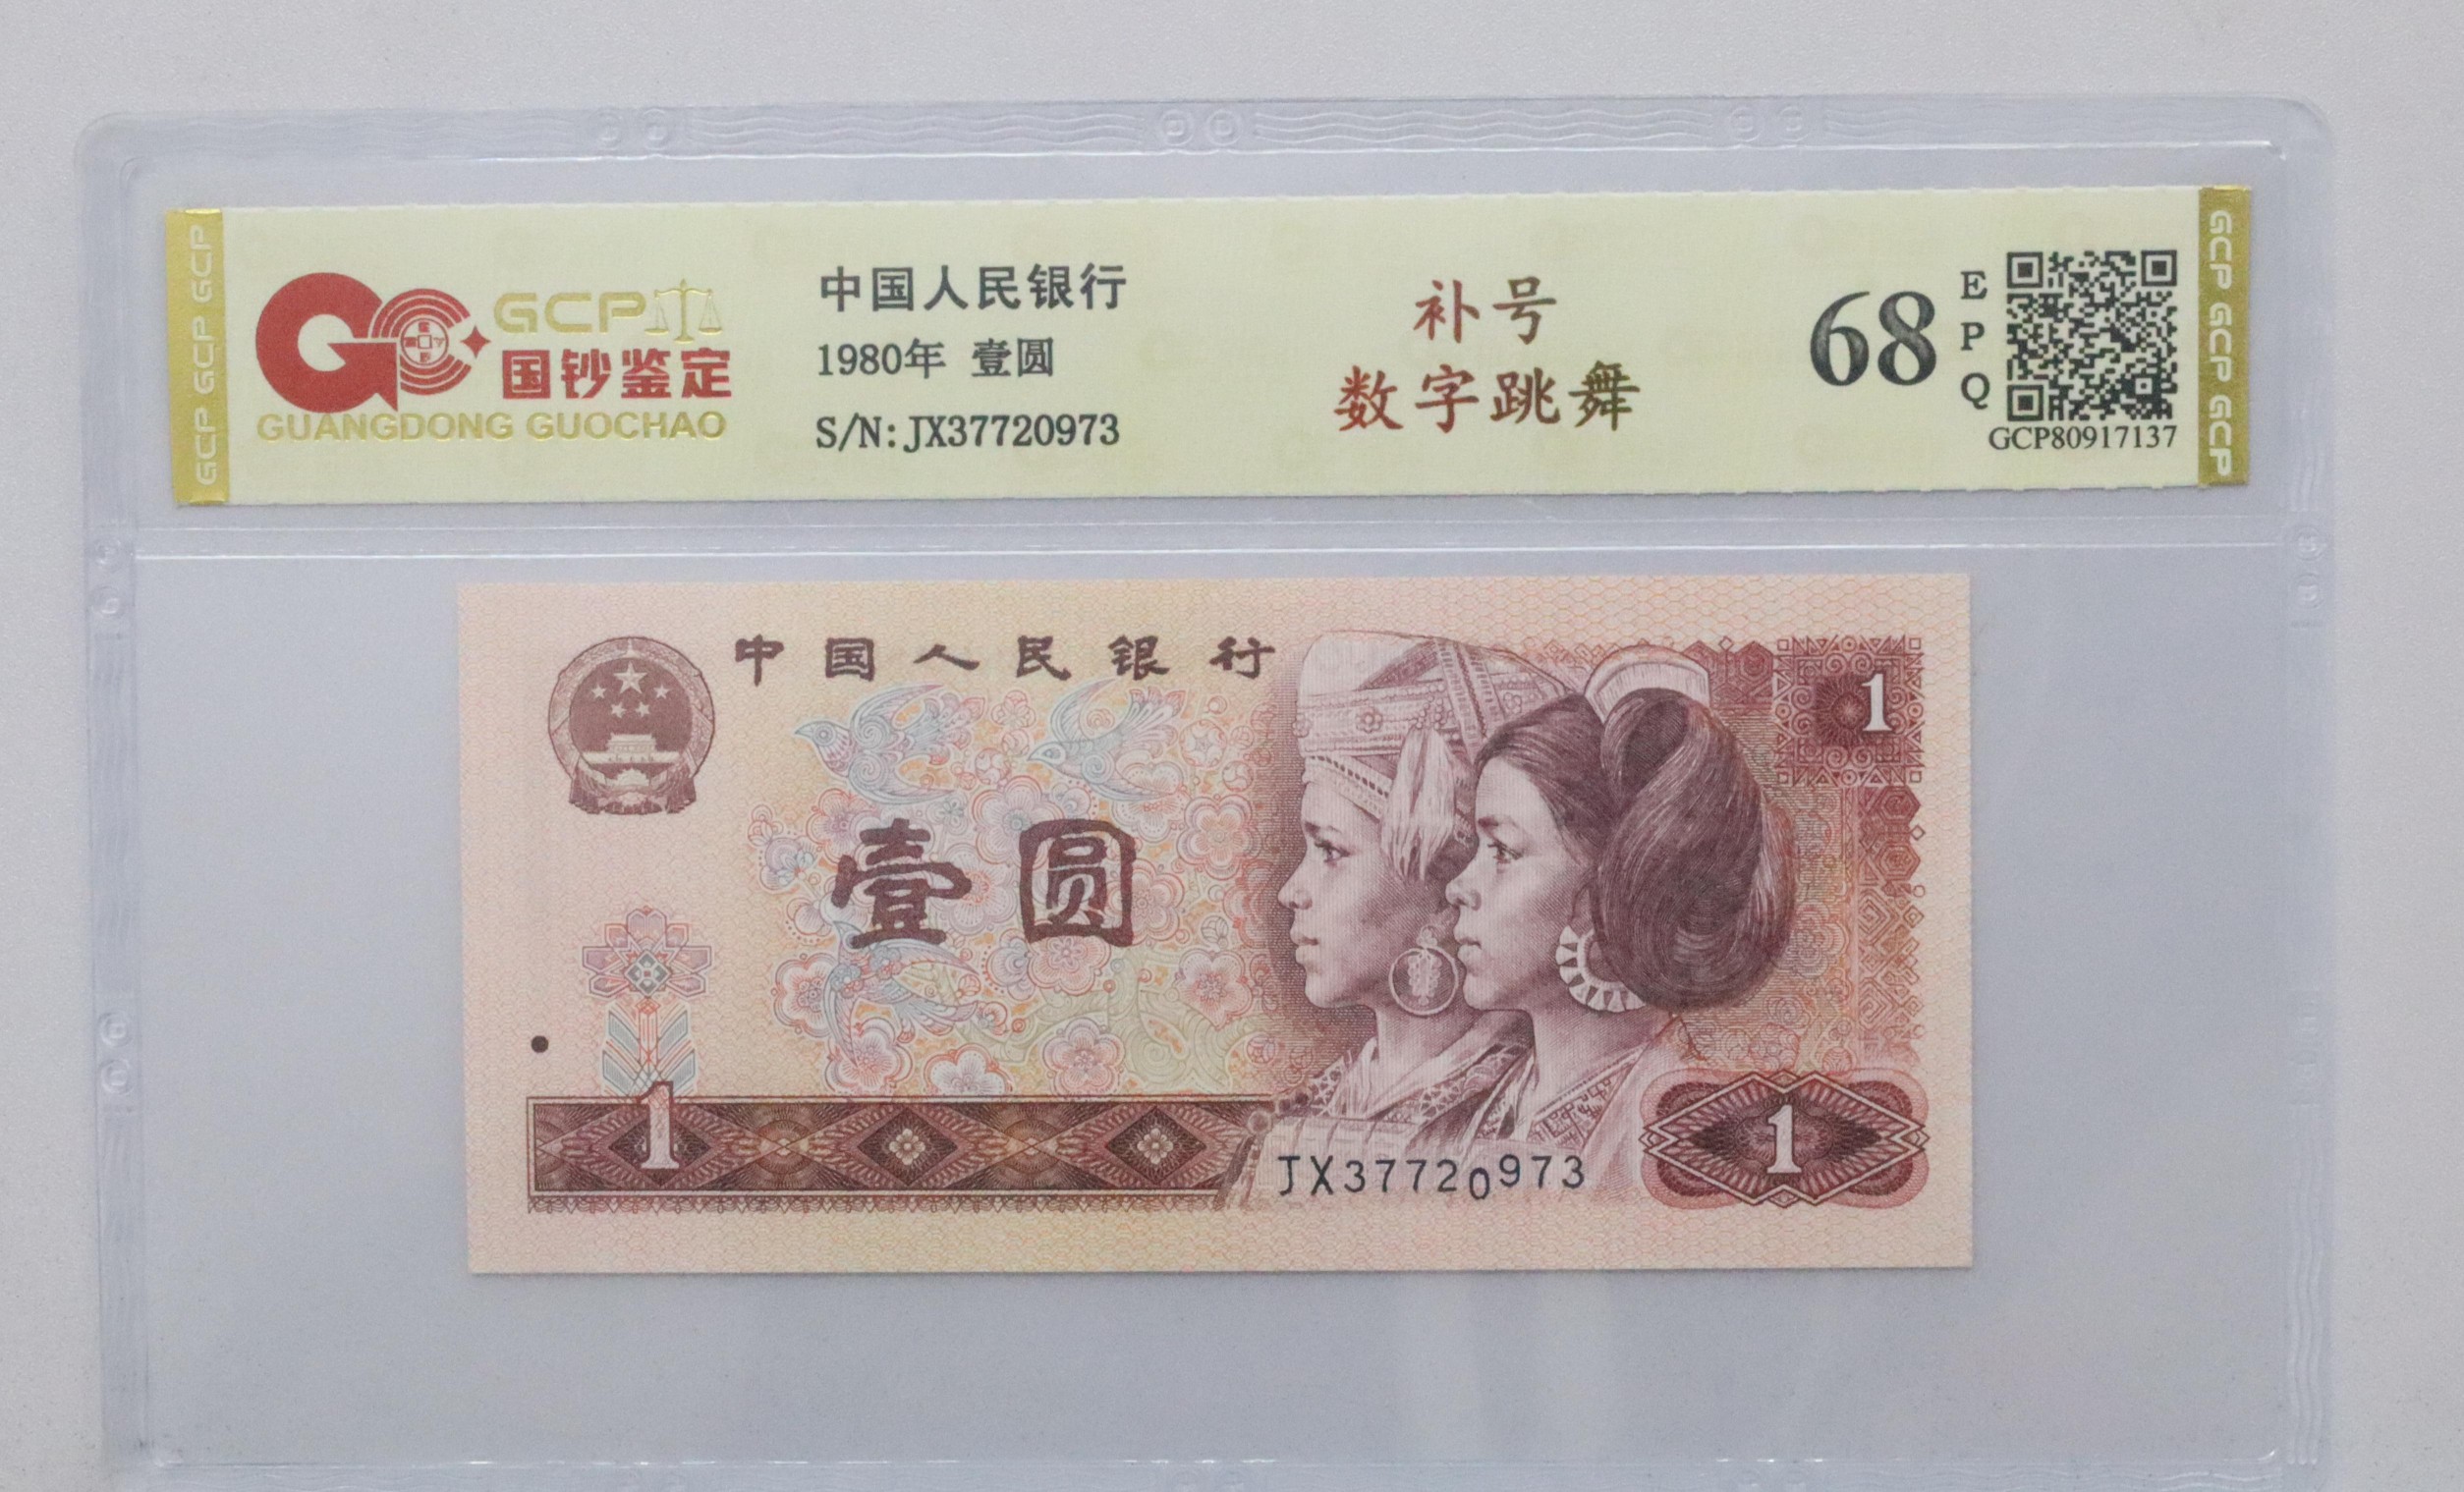 GCP GCP GCP
GCP
国钞鉴定
GUANGDONG GUOCHAO
中国人民银行
1980年 壹圆
S/N: JX37720973
补号
数字跳舞
68
EPQ
GCP80917137
GCP GCP GCP
中国人民银行
1
壹圆
1
JX37720973
1